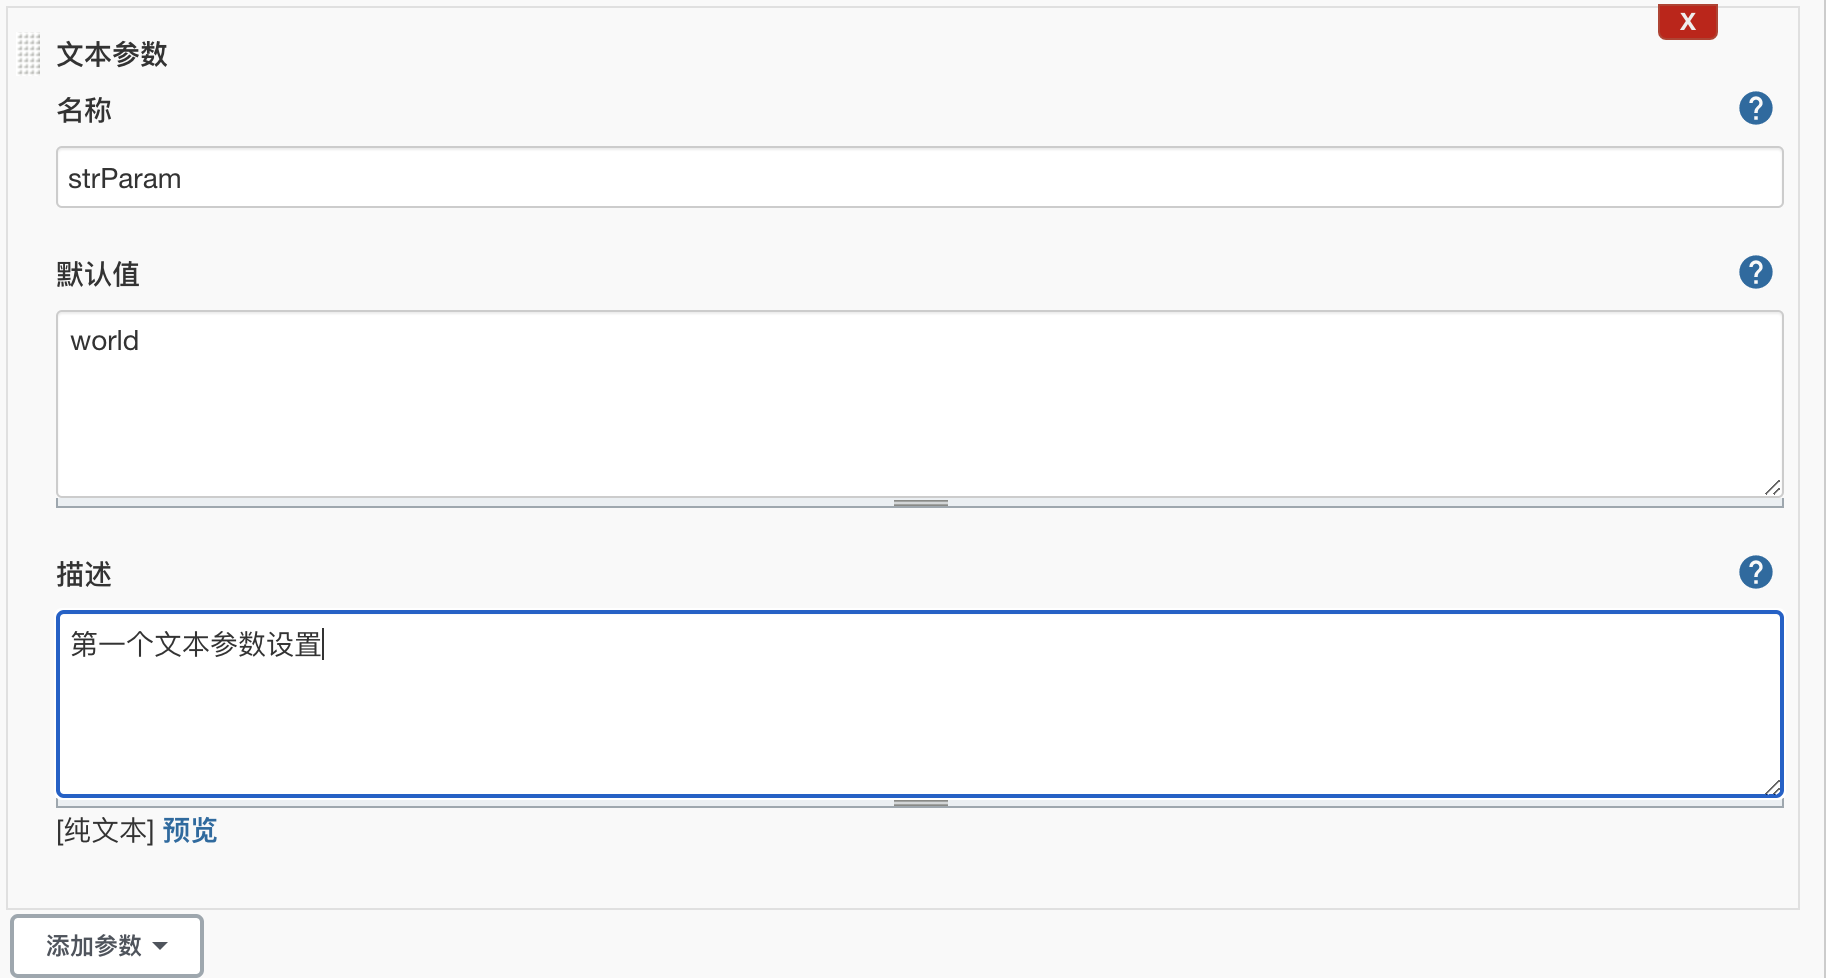 X
文本参数
名称
?
strParam
默认值
?
world
描述
?
第一个文本参数设置
[纯文本] 预览
添加参数